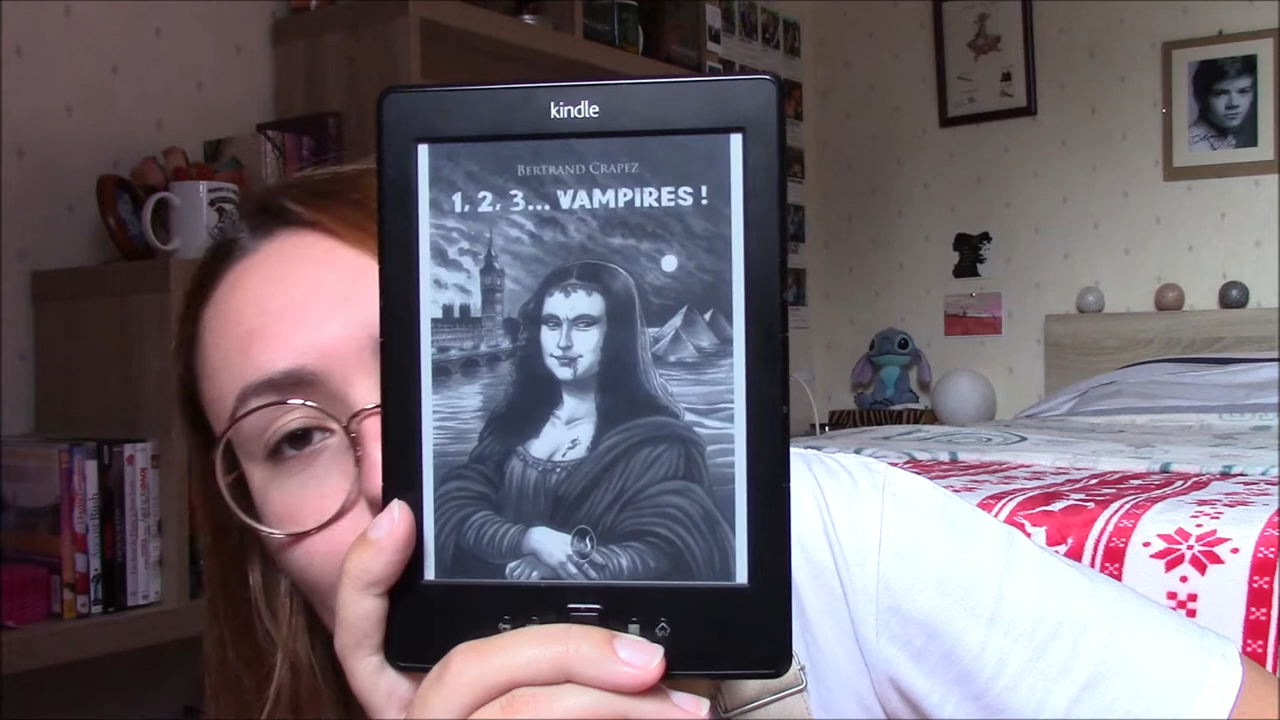 kindle
BERTRAND CRAPEZ
1, 2, 3... VAMPIRES !